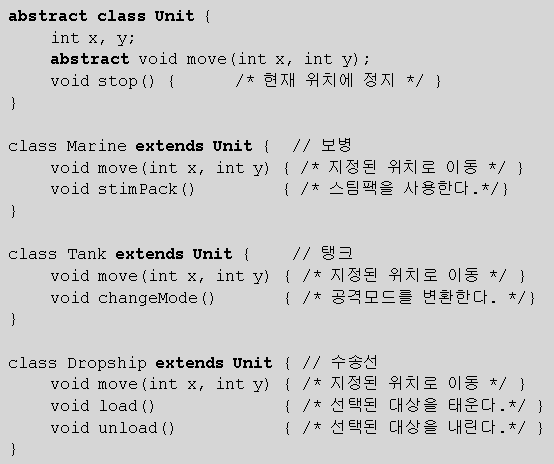 abstract class Unit {
int x, y;
abstract void move(int x, int y);
void stop() { /* 현재 위치에 정지 */ }
}
class Marine extends Unit { // 보병
void move(int x, int y) { /* 지정된 위치로 이동 */ }
void stimPack() { /* 스팀팩을 사용한다.*/}
}
class Tank extends Unit { // 탱크
void move(int x, int y) { /* 지정된 위치로 이동 */ }
void changeMode() { /* 공격모드를 변환한다. */}
}
class Dropship extends Unit { // 수송선
void move(int x, int y) { /* 지정된 위치로 이동 */ }
void load() { /* 선택된 대상을 태운다.*/ }
void unload() { /* 선택된 대상을 내린다.*/ }
}